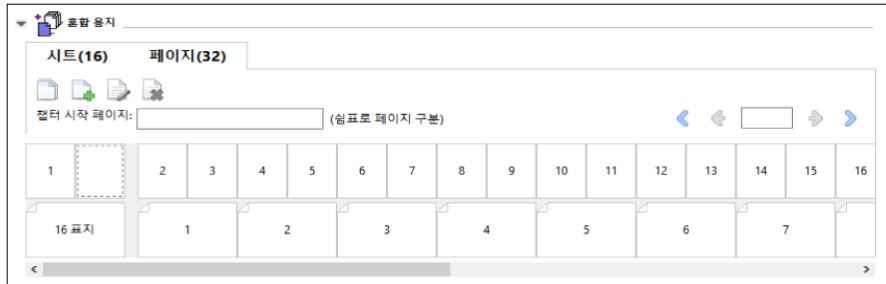 혼합 용지
시트(16) 페이지(32)
챕터 시작 페이지: (쉼표로 페이지 구분)
1 2 3 4 5 6 7 8 9 10 11 12 13 14 15 16
16 표지 1 2 3 4 5 6 7